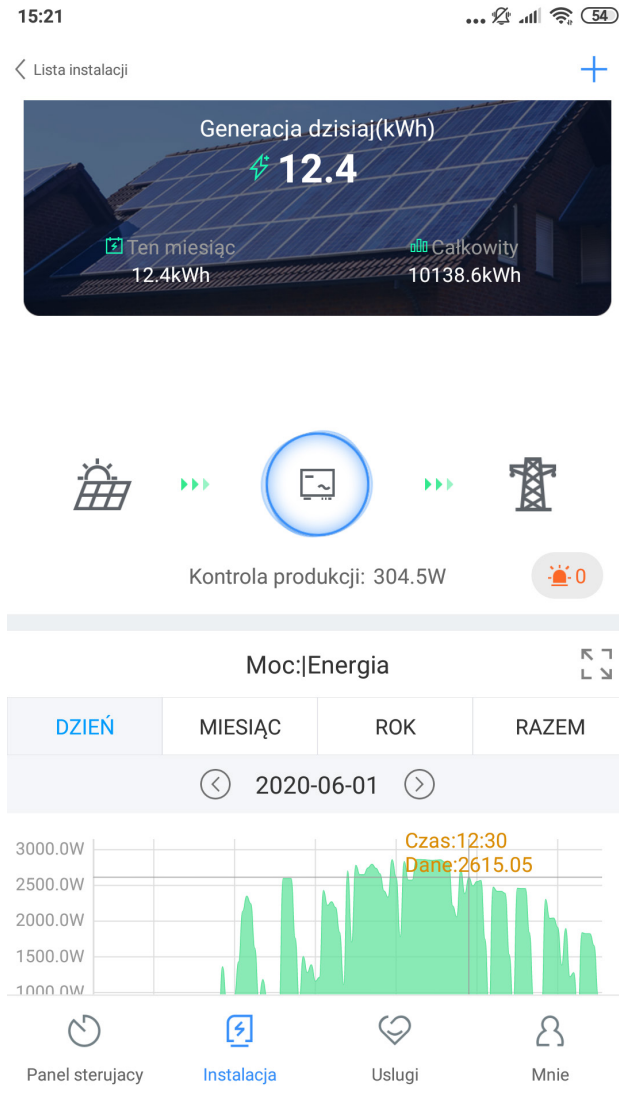 15:21
54
Lista instalacji
Generacja dzisiaj(kWh)
12.4
Ten miesiąc
Całkowity
12.4kWh
10138.6kWh
Kontrola produkcji: 304.5W
0
Moc:|Energia
DZIEŃ
MIESIĄC
ROK
RAZEM
2020-06-01
Czas:12:30
Dane:2615.05
3000.0W
2500.0W
2000.0W
1500.0W
1000.0W
Panel sterujacy
Instalacja
Uslugi
Mnie